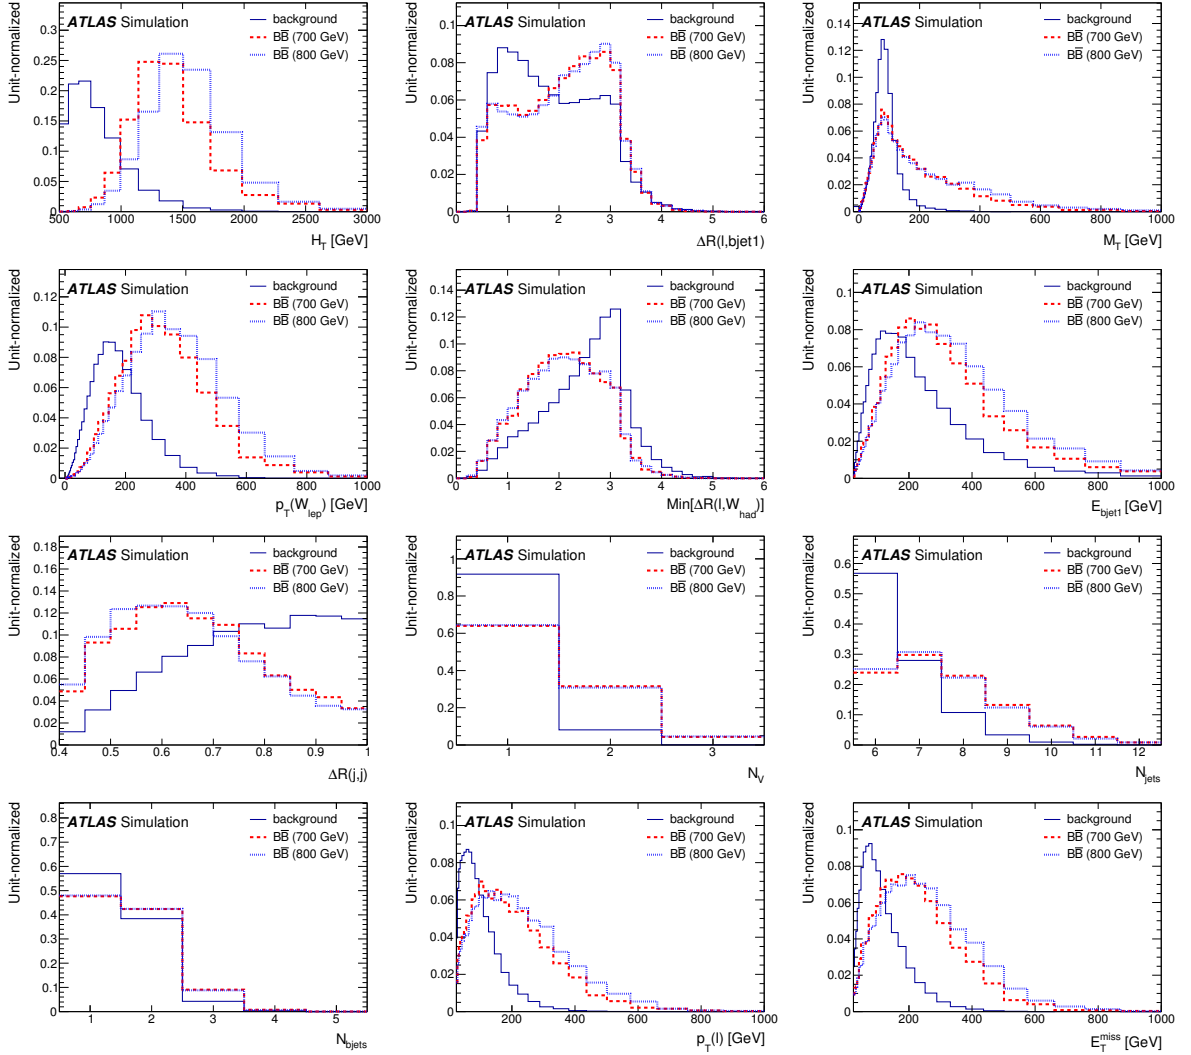 ATLAS Simulation
background
BB̅ (700 GeV)
BB̅ (800 GeV)
Unit-normalized
0.3
0.25
0.2
0.15
0.1
0.05
0
500 1000 1500 2000 2500 3000
H_T [GeV]
ATLAS Simulation
background
BB̅ (700 GeV)
BB̅ (800 GeV)
Unit-normalized
0.12
0.1
0.08
0.06
0.04
0.02
0
0 1 2 3 4 5 6
ΔR(l,bjet1)
ATLAS Simulation
background
BB̅ (700 GeV)
BB̅ (800 GeV)
Unit-normalized
0.14
0.12
0.1
0.08
0.06
0.04
0.02
0
0 200 400 600 800 1000
M_T [GeV]
ATLAS Simulation
background
BB̅ (700 GeV)
BB̅ (800 GeV)
Unit-normalized
0.12
0.1
0.08
0.06
0.04
0.02
0
0 200 400 600 800 1000
p_T(W_lep) [GeV]
ATLAS Simulation
background
BB̅ (700 GeV)
BB̅ (800 GeV)
Unit-normalized
0.12
0.1
0.08
0.06
0.04
0.02
0
0 1 2 3 4 5 6
Min[ΔR(l,W_had)]
ATLAS Simulation
background
BB̅ (700 GeV)
BB̅ (800 GeV)
Unit-normalized
0.1
0.08
0.06
0.04
0.02
0
200 400 600 800 1000
E_bjet1 [GeV]
ATLAS Simulation
background
BB̅ (700 GeV)
BB̅ (800 GeV)
Unit-normalized
0.18
0.16
0.14
0.12
0.1
0.08
0.06
0.04
0.02
0
0.4 0.5 0.6 0.7 0.8 0.9 1
ΔR(j,j)
ATLAS Simulation
background
BB̅ (700 GeV)
BB̅ (800 GeV)
Unit-normalized
1
0.8
0.6
0.4
0.2
0
1 2 3
N_V
ATLAS Simulation
background
BB̅ (700 GeV)
BB̅ (800 GeV)
Unit-normalized
0.6
0.5
0.4
0.3
0.2
0.1
0
6 7 8 9 10 11 12
N_jets
ATLAS Simulation
background
BB̅ (700 GeV)
BB̅ (800 GeV)
Unit-normalized
0.8
0.7
0.6
0.5
0.4
0.3
0.2
0.1
0
1 2 3 4 5
N_bjets
ATLAS Simulation
background
BB̅ (700 GeV)
BB̅ (800 GeV)
Unit-normalized
0.1
0.08
0.06
0.04
0.02
0
200 400 600 800 1000
p_T(l) [GeV]
ATLAS Simulation
background
BB̅ (700 GeV)
BB̅ (800 GeV)
Unit-normalized
0.1
0.08
0.06
0.04
0.02
0
200 400 600 800 1000
E_T^miss [GeV]